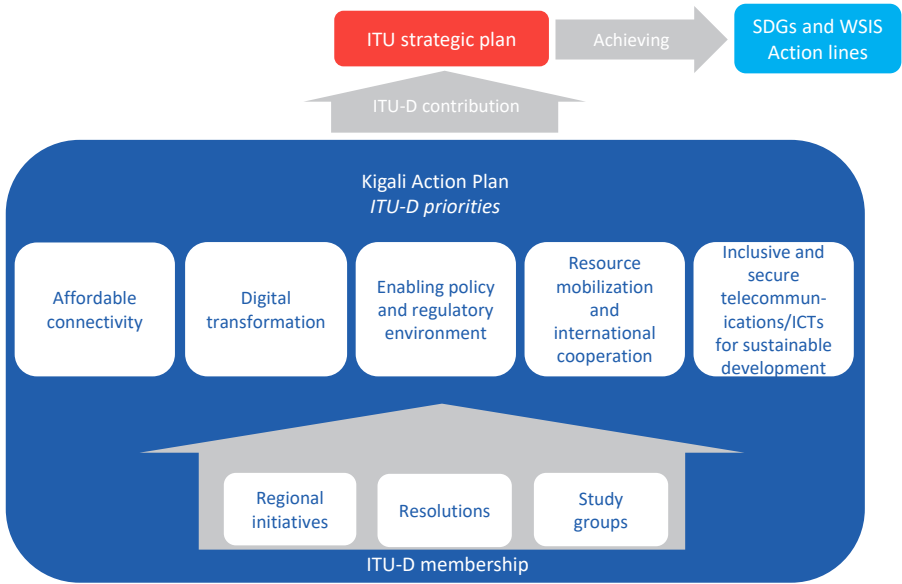 ITU strategic plan
Achieving
SDGs and WSIS
Action lines
ITU-D contribution
Kigali Action Plan
ITU-D priorities
Affordable
connectivity
Digital
transformation
Enabling policy
and regulatory
environment
Resource
mobilization
and
international
cooperation
Inclusive and
secure
telecommun-
ications/ICTs
for sustainable
development
Regional
initiatives
Resolutions
Study
groups
ITU-D membership